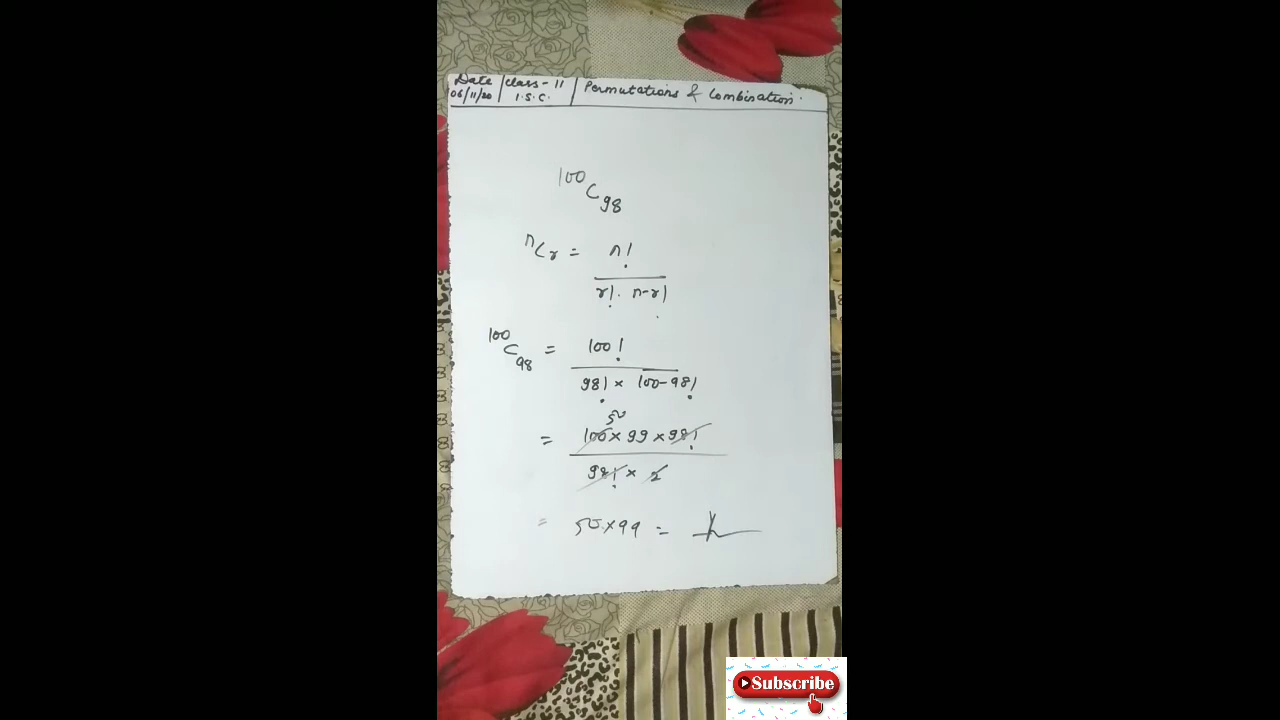 Date | Class - 11 | Permutations & Combination.
06/11/20 | I.S.C.
¹⁰⁰C₉₈
ⁿCᵣ = n!
r! . n-r!
¹⁰⁰C₉₈ = 100!
98! × 100-98!
50
= 100 × 99 × 98!
98! × 2
= 50×99 =
Subscribe